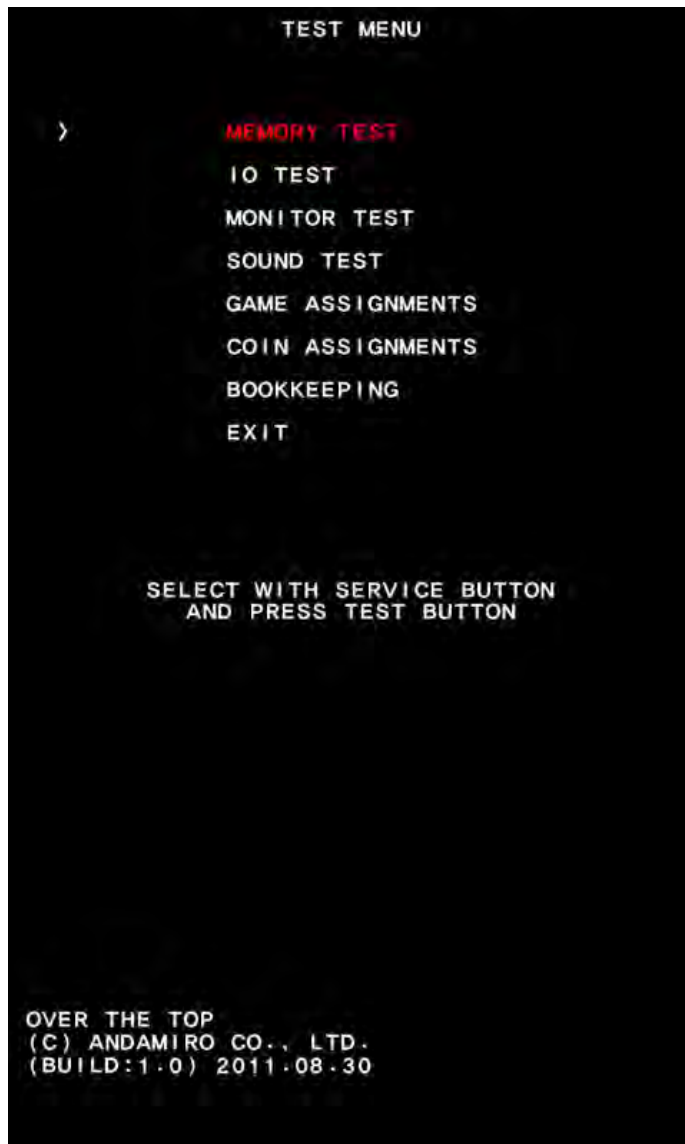 TEST MENU
> MEMORY TEST
IO TEST
MONITOR TEST
SOUND TEST
GAME ASSIGNMENTS
COIN ASSIGNMENTS
BOOKKEEPING
EXIT
SELECT WITH SERVICE BUTTON
AND PRESS TEST BUTTON
OVER THE TOP
(C) ANDAMIRO CO., LTD.
(BUILD:1.0) 2011.08.30